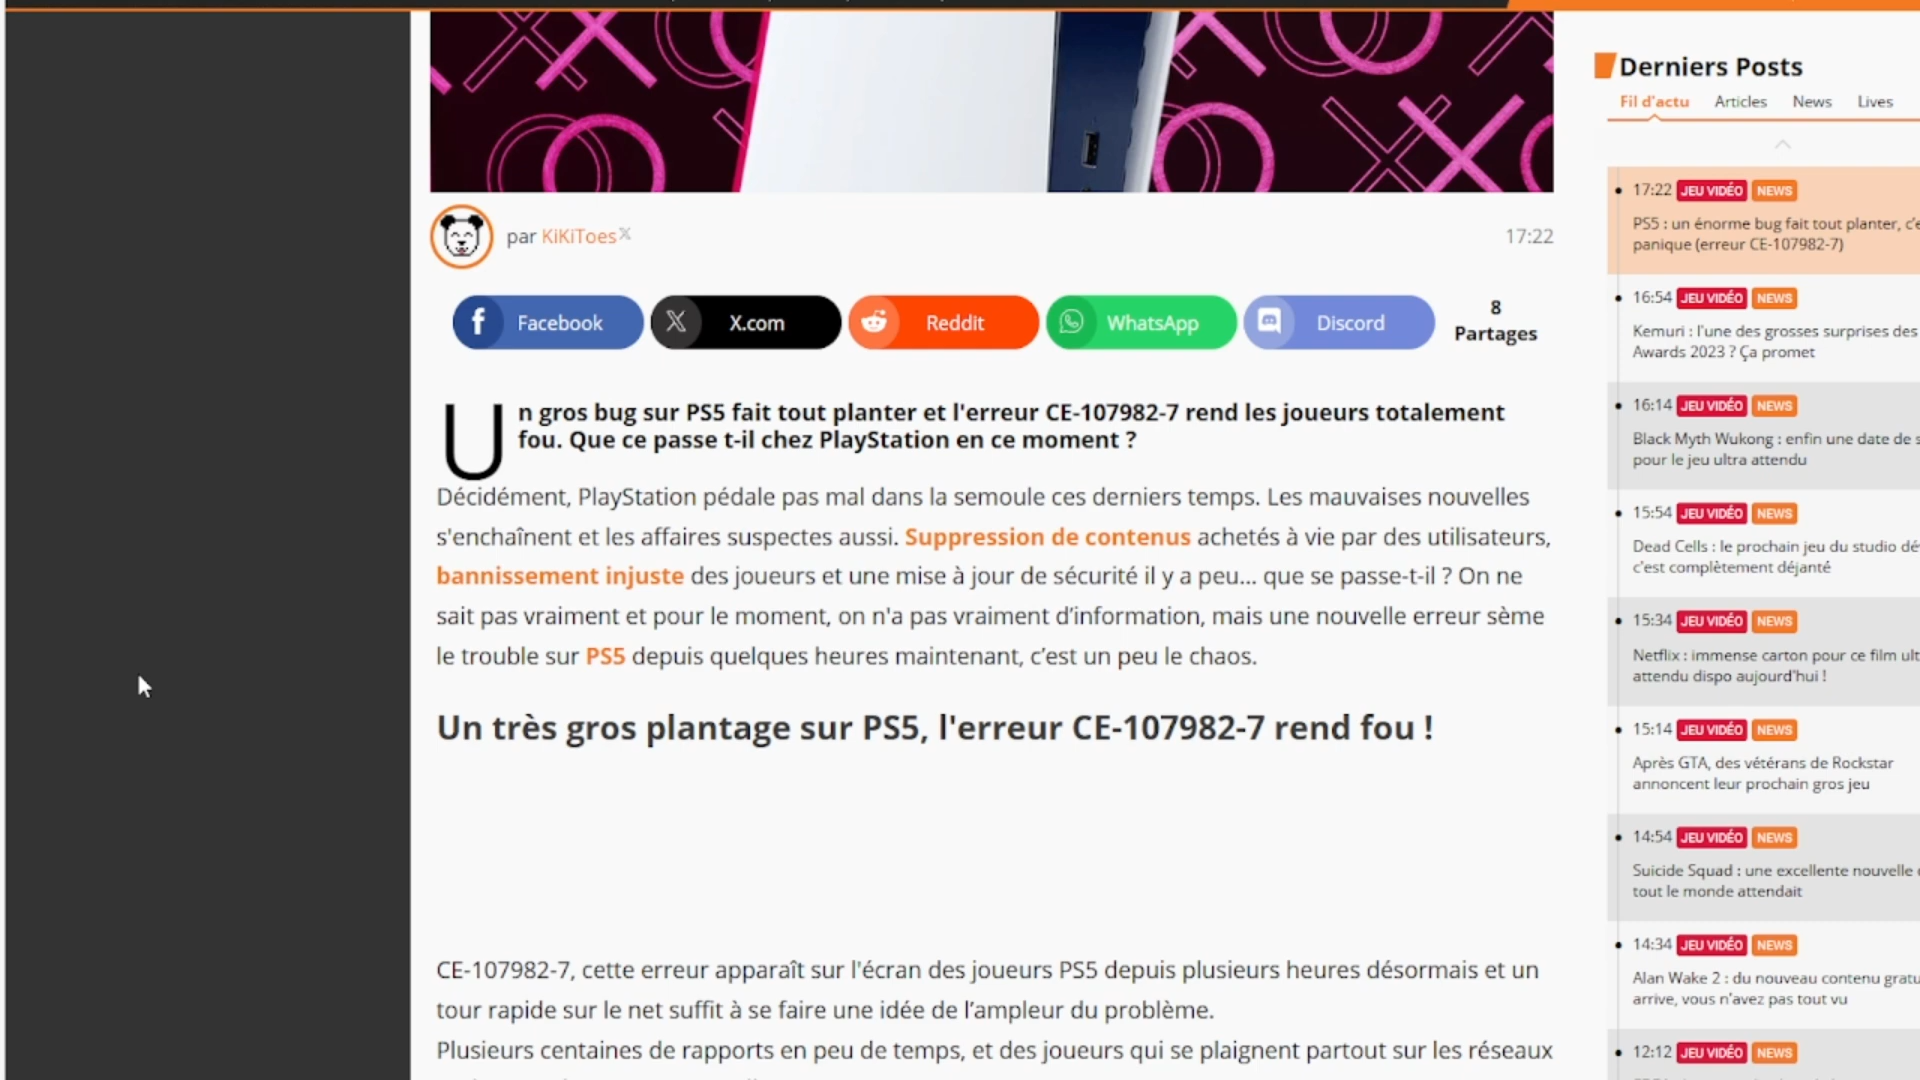 par KiKiToes
17:22
Facebook
X.com
Reddit
WhatsApp
Discord
8
Partages
Un gros bug sur PS5 fait tout planter et l'erreur CE-107982-7 rend les joueurs totalement
fou. Que ce passe t-il chez PlayStation en ce moment ?
Décidément, PlayStation pédale pas mal dans la semoule ces derniers temps. Les mauvaises nouvelles
s'enchaînent et les affaires suspectes aussi. Suppression de contenus achetés à vie par des utilisateurs,
bannissement injuste des joueurs et une mise à jour de sécurité il y a peu... que se passe-t-il ? On ne
sait pas vraiment et pour le moment, on n'a pas vraiment d’information, mais une nouvelle erreur sème
le trouble sur PS5 depuis quelques heures maintenant, c’est un peu le chaos.
Un très gros plantage sur PS5, l'erreur CE-107982-7 rend fou !
CE-107982-7, cette erreur apparaît sur l'écran des joueurs PS5 depuis plusieurs heures désormais et un
tour rapide sur le net suffit à se faire une idée de l’ampleur du problème.
Plusieurs centaines de rapports en peu de temps, et des joueurs qui se plaignent partout sur les réseaux
Derniers Posts
Fil d'actu Articles News Lives
17:22 JEU VIDÉO NEWS
PS5 : un énorme bug fait tout planter, c'e
panique (erreur CE-107982-7)
16:54 JEU VIDÉO NEWS
Kemuri : l'une des grosses surprises des
Awards 2023 ? Ça promet
16:14 JEU VIDÉO NEWS
Black Myth Wukong : enfin une date de s
pour le jeu ultra attendu
15:54 JEU VIDÉO NEWS
Dead Cells : le prochain jeu du studio dé
c'est complètement déjanté
15:34 JEU VIDÉO NEWS
Netflix : immense carton pour ce film ult
attendu dispo aujourd'hui !
15:14 JEU VIDÉO NEWS
Après GTA, des vétérans de Rockstar
annoncent leur prochain gros jeu
14:54 JEU VIDÉO NEWS
Suicide Squad : une excellente nouvelle
tout le monde attendait
14:34 JEU VIDÉO NEWS
Alan Wake 2 : du nouveau contenu gratu
arrive, vous n'avez pas tout vu
12:12 JEU VIDÉO NEWS